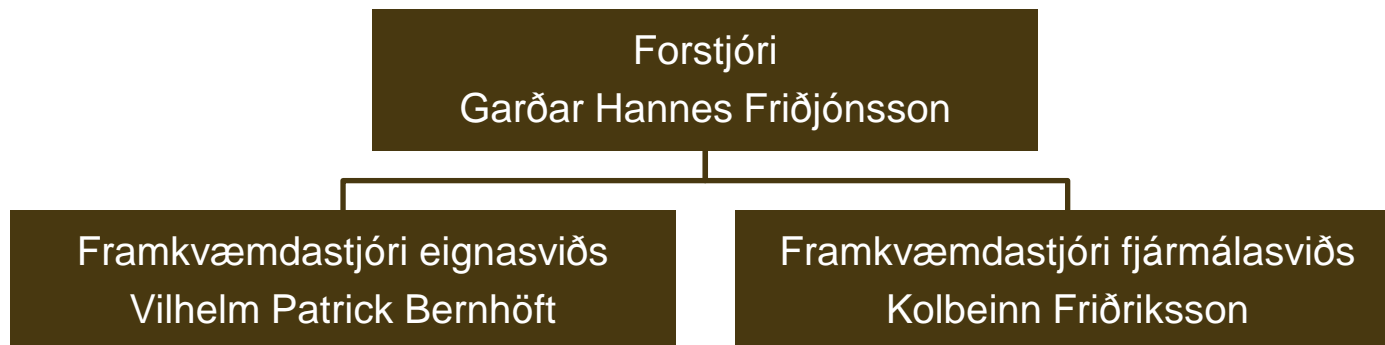 Forstjóri
Garðar Hannes Friðjónsson
Framkvæmdastjóri eignasviðs
Vilhelm Patrick Bernhöft
Framkvæmdastjóri fjármálasviðs
Kolbeinn Friðriksson